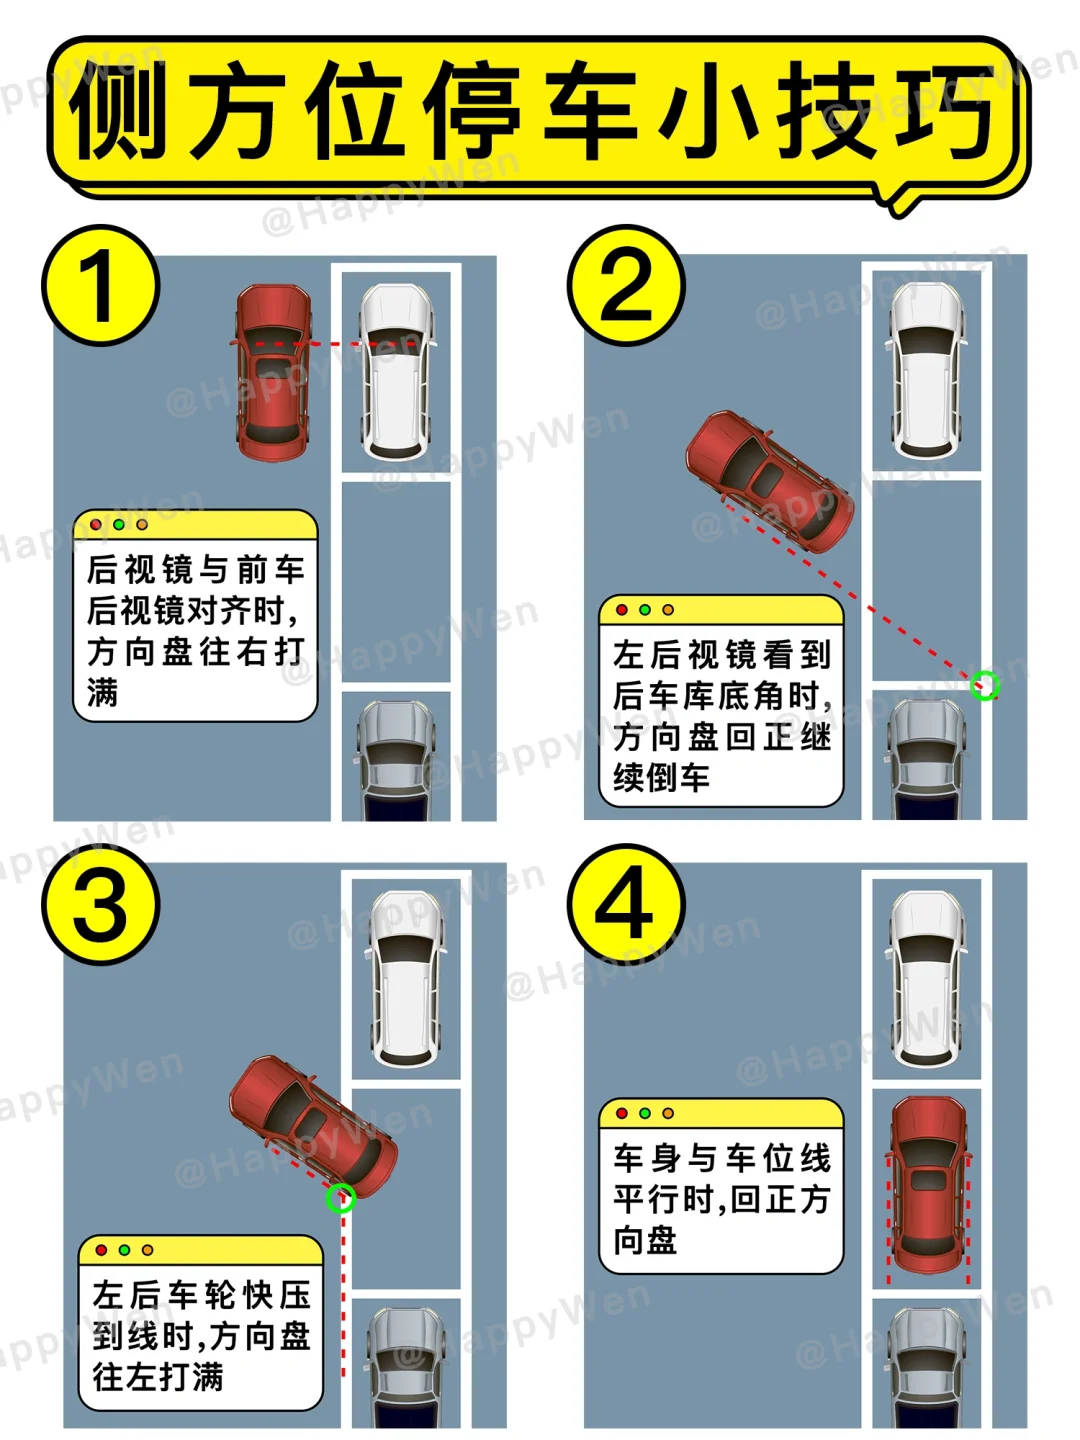 侧方位停车小技巧
1
后视镜与前车
后视镜对齐时,
方向盘往右打
满
2
左后视镜看到
后车库底角时,
方向盘回正继
续倒车
3
左后车轮快压
到线时,方向盘
往左打满
4
车身与车位线
平行时,回正方
向盘
@HappyWen